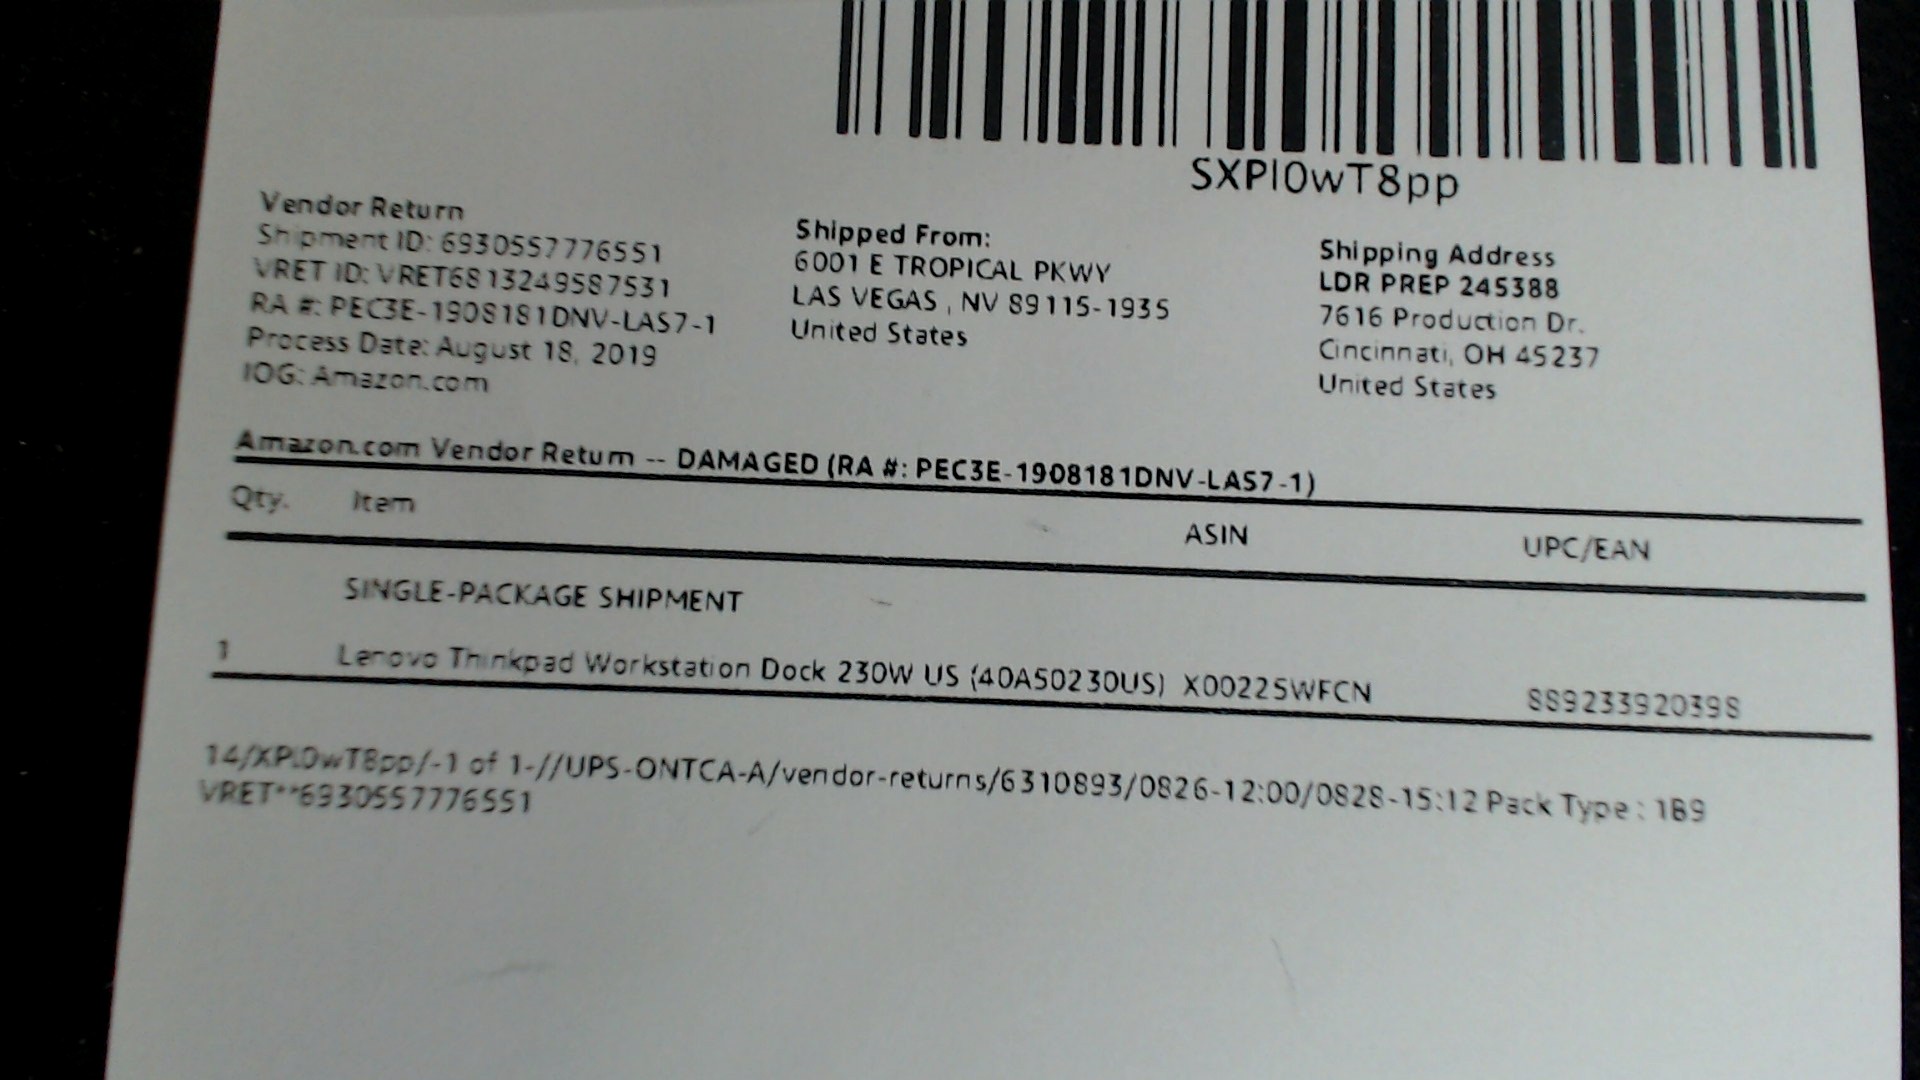 SXPl0wT8pp
Vendor Return
Shipment ID: 6930557776551
VRET ID: VRET6813249587531
RA #: PEC3E-1908181DNV-LAS7-1
Process Date: August 18, 2019
IOG: Amazon.com
Shipped From:
6001 E TROPICAL PKWY
LAS VEGAS , NV 89115-1935
United States
Shipping Address
LDR PREP 245388
7616 Production Dr.
Cincinnati, OH 45237
United States
Amazon.com Vendor Return -- DAMAGED (RA #: PEC3E-1908181DNV-LAS7-1)
Qty. Item ASIN UPC/EAN
SINGLE-PACKAGE SHIPMENT
1 Lenovo Thinkpad Workstation Dock 230W US (40A50230US) X00225WFCN 889233920398
14/XPl0wT8pp/-1 of 1-//UPS-ONTCA-A/vendor-returns/6310893/0826-12:00/0828-15:12 Pack Type : 1B9
VRET**6930557776551